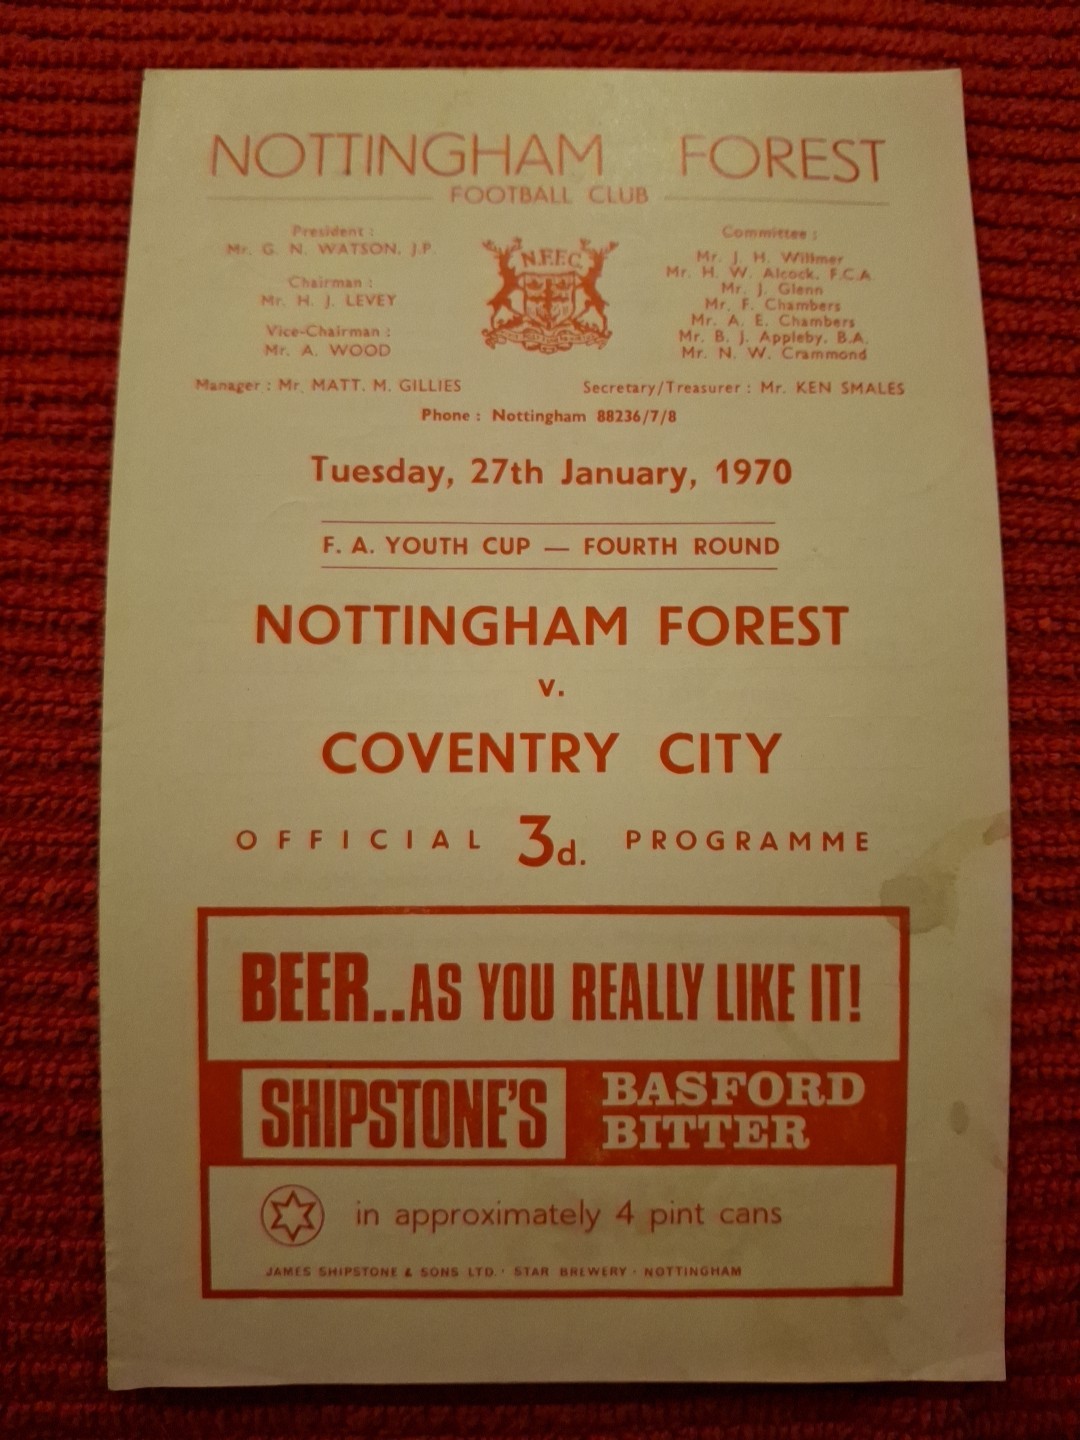 NOTTINGHAM FOREST
FOOTBALL CLUB
President :
Mr. G. N. WATSON, J.P.
Chairman :
Mr. H. J. LEVEY
Vice-Chairman :
Mr. A. WOOD
N.F.F.C.
Committee :
Mr. J. H. Willmer
Mr. H. W. Alcock, F.C.A.
Mr. J. Glenn
Mr. F. Chambers
Mr. A. E. Chambers
Mr. B. J. Appleby, B.A.
Mr. N. W. Crammond
Manager : Mr. MATT. M. GILLIES
Secretary/Treasurer : Mr. KEN SMALES
Phone : Nottingham 88236/7/8
Tuesday, 27th January, 1970
F. A. YOUTH CUP — FOURTH ROUND
NOTTINGHAM FOREST
v.
COVENTRY CITY
OFFICIAL 3d. PROGRAMME
BEER..AS YOU REALLY LIKE IT!
SHIPSTONE'S
BASFORD
BITTER
in approximately 4 pint cans
JAMES SHIPSTONE & SONS LTD. · STAR BREWERY · NOTTINGHAM